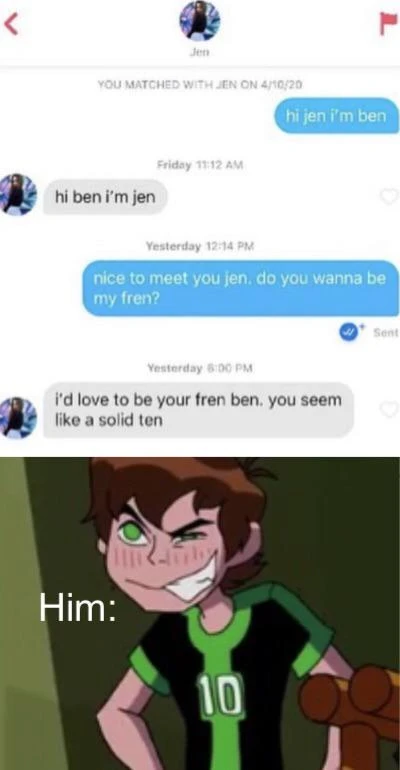 Jen
YOU MATCHED WITH JEN ON 4/10/20
hi jen i'm ben
Friday 11:12 AM
hi ben i'm jen
Yesterday 12:14 PM
nice to meet you jen. do you wanna be
my fren?
Sent
Yesterday 6:00 PM
i'd love to be your fren ben. you seem
like a solid ten
Him:
10